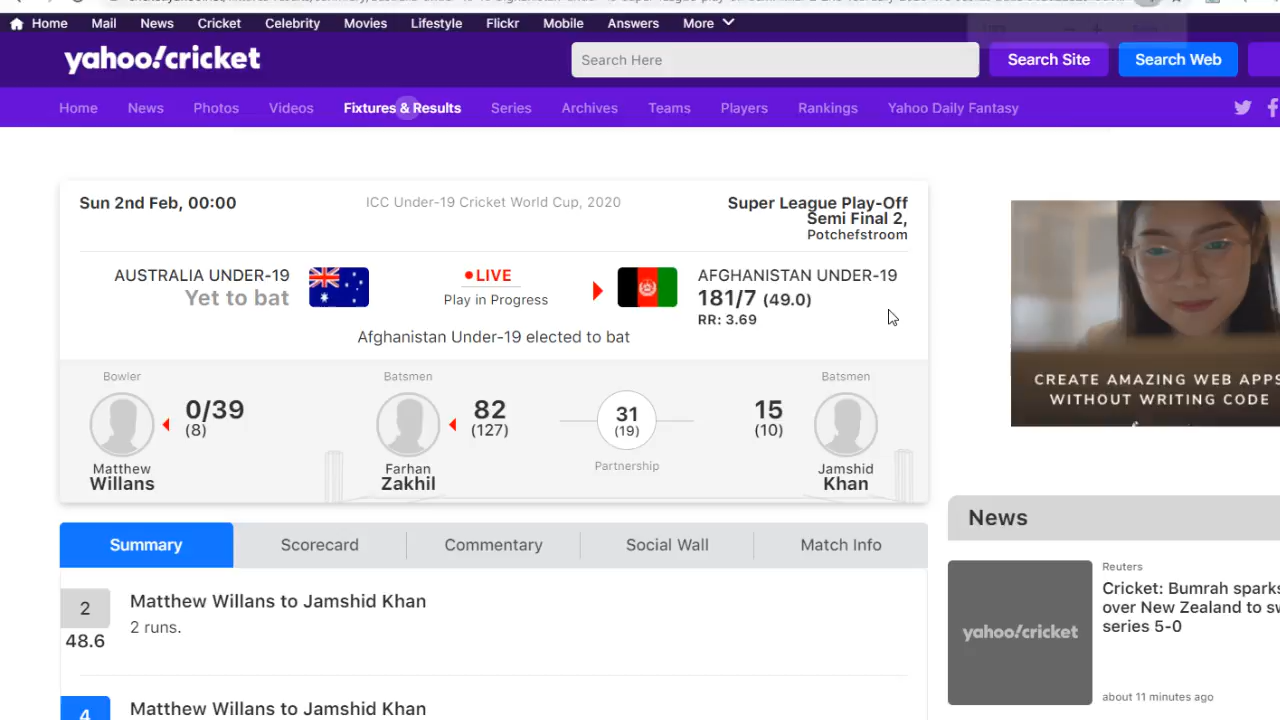 Home Mail News Cricket Celebrity Movies Lifestyle Flickr Mobile Answers More
yahoo!cricket
Search Here
Search Site
Search Web
Home News Photos Videos Fixtures & Results Series Archives Teams Players Rankings Yahoo Daily Fantasy
Sun 2nd Feb, 00:00
ICC Under-19 Cricket World Cup, 2020
Super League Play-Off
Semi Final 2,
Potchefstroom
AUSTRALIA UNDER-19
Yet to bat
LIVE
Play in Progress
AFGHANISTAN UNDER-19
181/7 (49.0)
RR: 3.69
Afghanistan Under-19 elected to bat
Bowler
0/39
(8)
Matthew
Willans
Batsmen
82
(127)
Farhan
Zakhil
31
(19)
Partnership
Batsmen
15
(10)
Jamshid
Khan
CREATE AMAZING WEB APPS
WITHOUT WRITING CODE
Summary Scorecard Commentary Social Wall Match Info
2
48.6
Matthew Willans to Jamshid Khan
2 runs.
4
Matthew Willans to Jamshid Khan
News
yahoo!cricket
Reuters
Cricket: Bumrah sparks
over New Zealand to
series 5-0
about 11 minutes ago